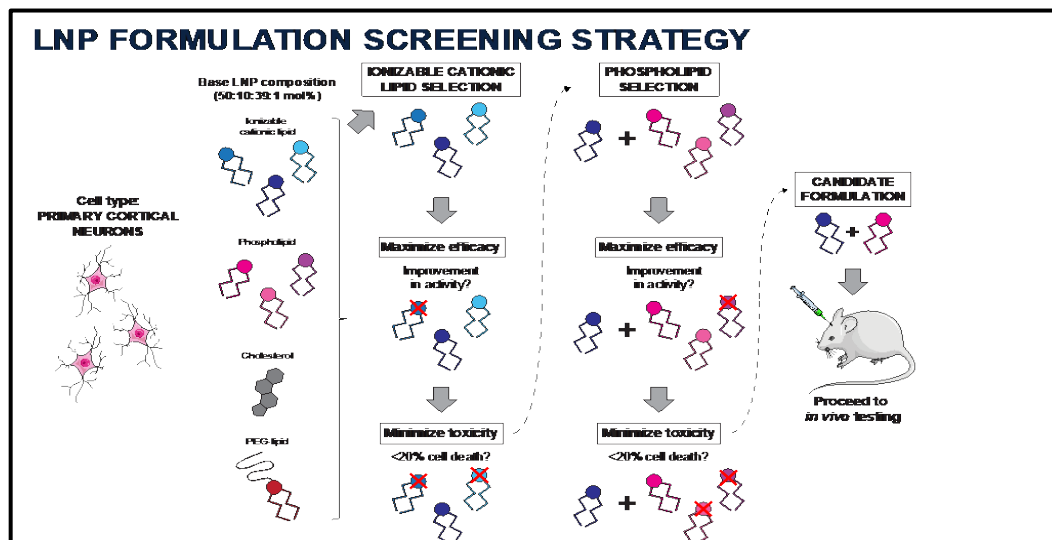 LNP FORMULATION SCREENING STRATEGY
Base LNP composition
(50:10:39:1 mol%)
Ionizable
cationic lipid
Cell type:
PRIMARY CORTICAL
NEURONS
Phospholipid
Cholesterol
PEG-lipid
IONIZABLE CATIONIC
LIPID SELECTION
Maximize efficacy
Improvement
in activity?
Minimize toxicity
<20% cell death?
PHOSPHOLIPID
SELECTION
+
Maximize efficacy
Improvement
in activity?
+
Minimize toxicity
<20% cell death?
+
CANDIDATE
FORMULATION
+
Proceed to
in vivo testing